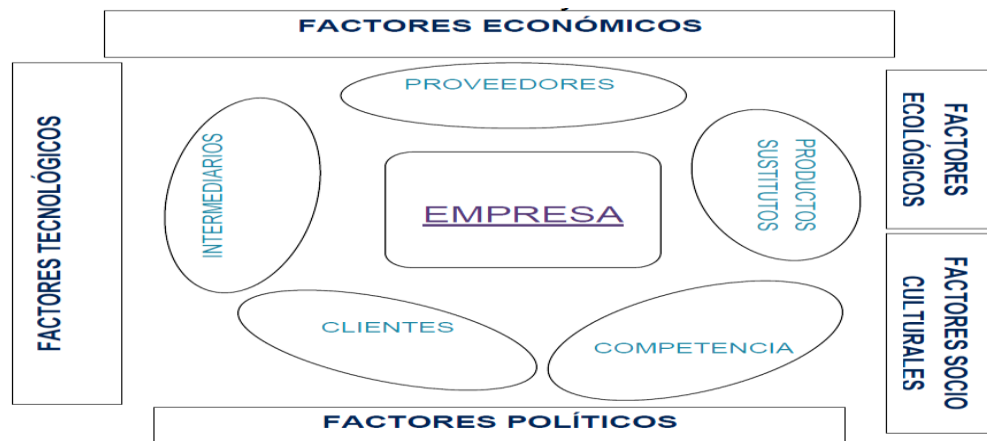 FACTORES ECONÓMICOS
PROVEEDORES
FACTORES TECNOLÓGICOS
INTERMEDIARIOS
EMPRESA
PRODUCTOS
SUSTITUTOS
FACTORES
ECOLÓGICOS
CLIENTES
COMPETENCIA
FACTORES SOCIO
CULTURALES
FACTORES POLÍTICOS